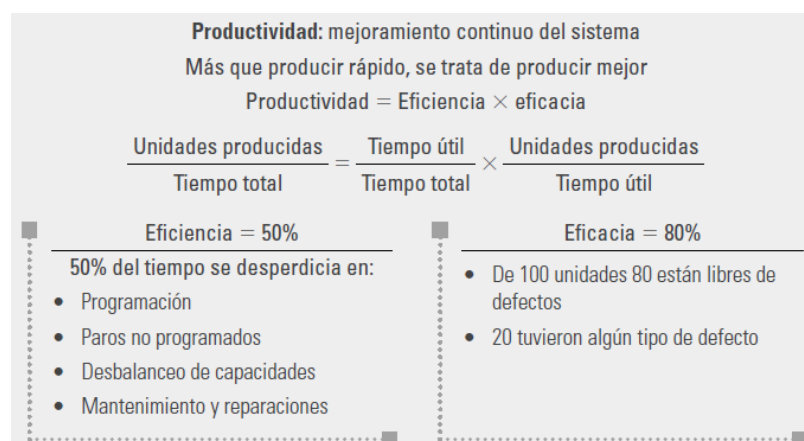 Productividad: mejoramiento continuo del sistema
Más que producir rápido, se trata de producir mejor
Productividad = Eficiencia × eficacia
Unidades producidas / Tiempo total = Tiempo útil / Tiempo total × Unidades producidas / Tiempo útil
Eficiencia = 50%
50% del tiempo se desperdicia en:
• Programación
• Paros no programados
• Desbalanceo de capacidades
• Mantenimiento y reparaciones
Eficacia = 80%
• De 100 unidades 80 están libres de
defectos
• 20 tuvieron algún tipo de defecto